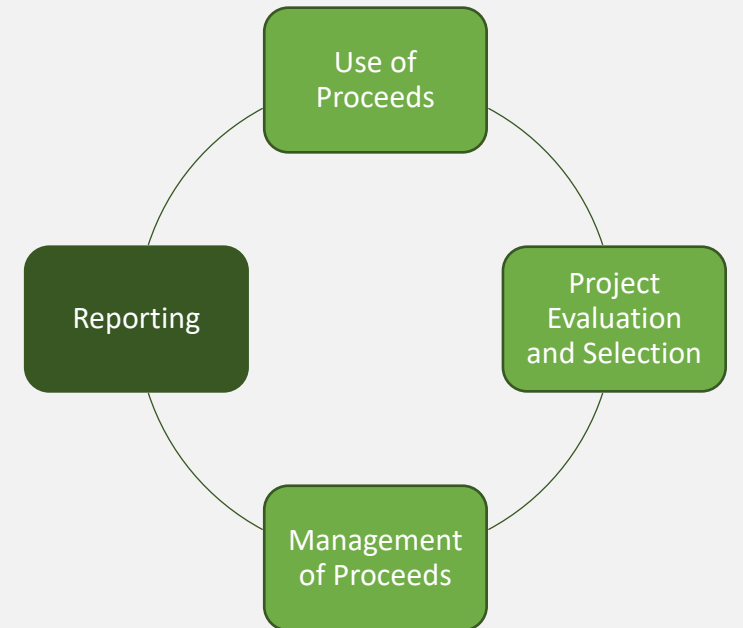 Use of
Proceeds
Project
Evaluation
and Selection
Management
of Proceeds
Reporting